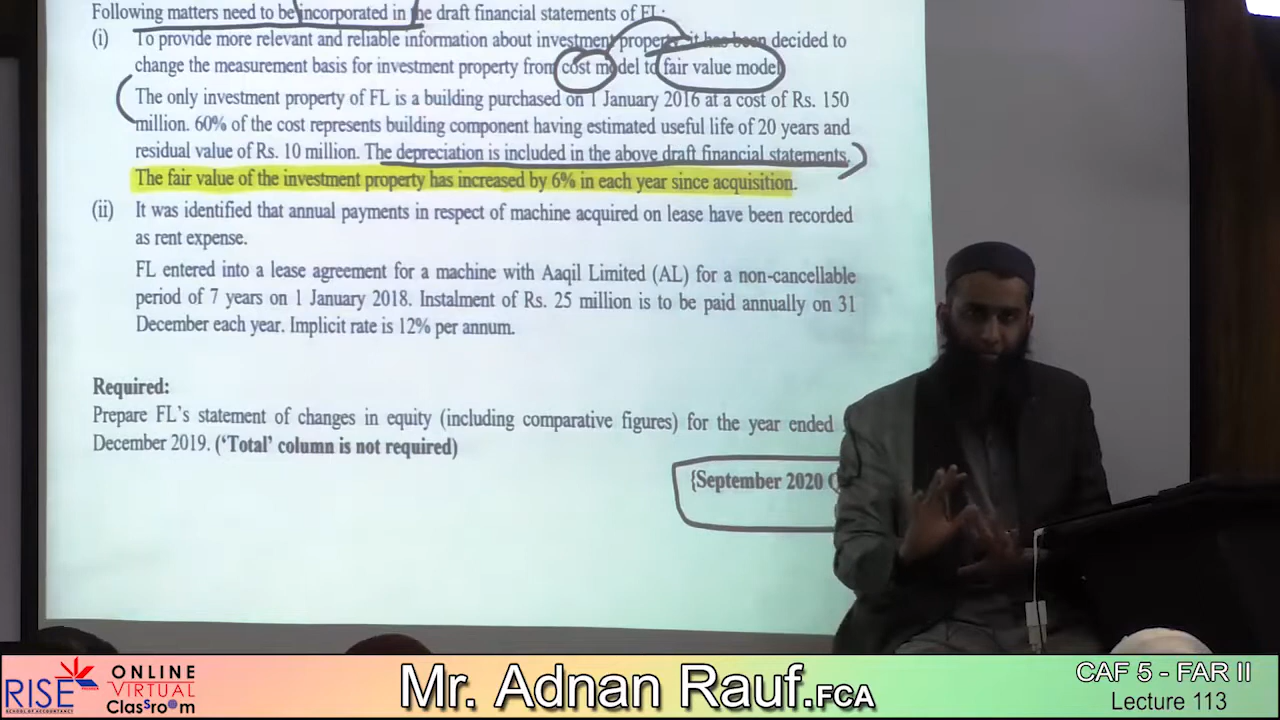 Following matters need to be incorporated in the draft financial statements of FL:
(i) To provide more relevant and reliable information about investment property, it has been decided to
change the measurement basis for investment property from cost model to fair value model
The only investment property of FL is a building purchased on 1 January 2016 at a cost of Rs. 150
million. 60% of the cost represents building component having estimated useful life of 20 years and
residual value of Rs. 10 million. The depreciation is included in the above draft financial statements.
The fair value of the investment property has increased by 6% in each year since acquisition.
(ii) It was identified that annual payments in respect of machine acquired on lease have been recorded
as rent expense.
FL entered into a lease agreement for a machine with Aaqil Limited (AL) for a non-cancellable
period of 7 years on 1 January 2018. Instalment of Rs. 25 million is to be paid annually on 31
December each year. Implicit rate is 12% per annum.
Required:
Prepare FL's statement of changes in equity (including comparative figures) for the year ended
December 2019. ('Total' column is not required)
{September 2020
RISE
SCHOOL OF ACCOUNTANCY
ONLINE
VIRTUAL
ClassrOOm
Mr. Adnan Rauf.FCA
CAF 5 - FAR II
Lecture 113